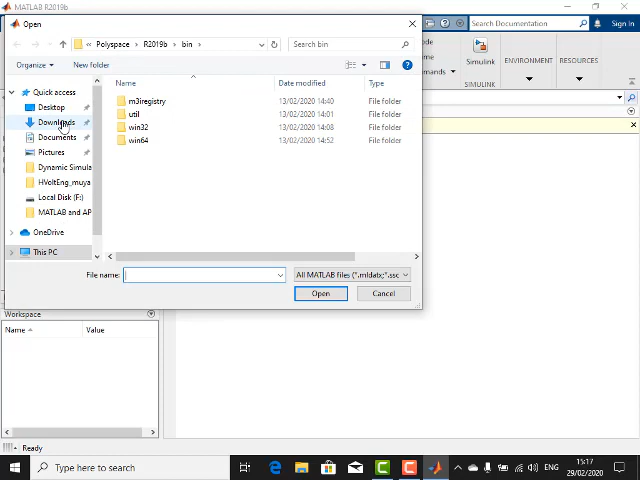 MATLAB R2019b
Open
Polyspace > R2019b > bin >
Search bin
Organize
New folder
Name
Date modified
Type
Quick access
Desktop
Downloads
Documents
Pictures
Dynamic Simula
HVoltEng_muya
Local Disk (F:)
MATLAB and AP
OneDrive
This PC
m3iregistry 13/02/2020 14:40 File folder
util 13/02/2020 14:01 File folder
win32 13/02/2020 14:08 File folder
win64 13/02/2020 14:52 File folder
File name:
All MATLAB files (*.mldatx;*.ssc
Open
Cancel
Search Documentation
Sign In
ode
mmands
Simulink
SIMULINK
ENVIRONMENT
RESOURCES
Workspace
Name
Value
Ready
Type here to search
ENG
15:17
29/02/2020